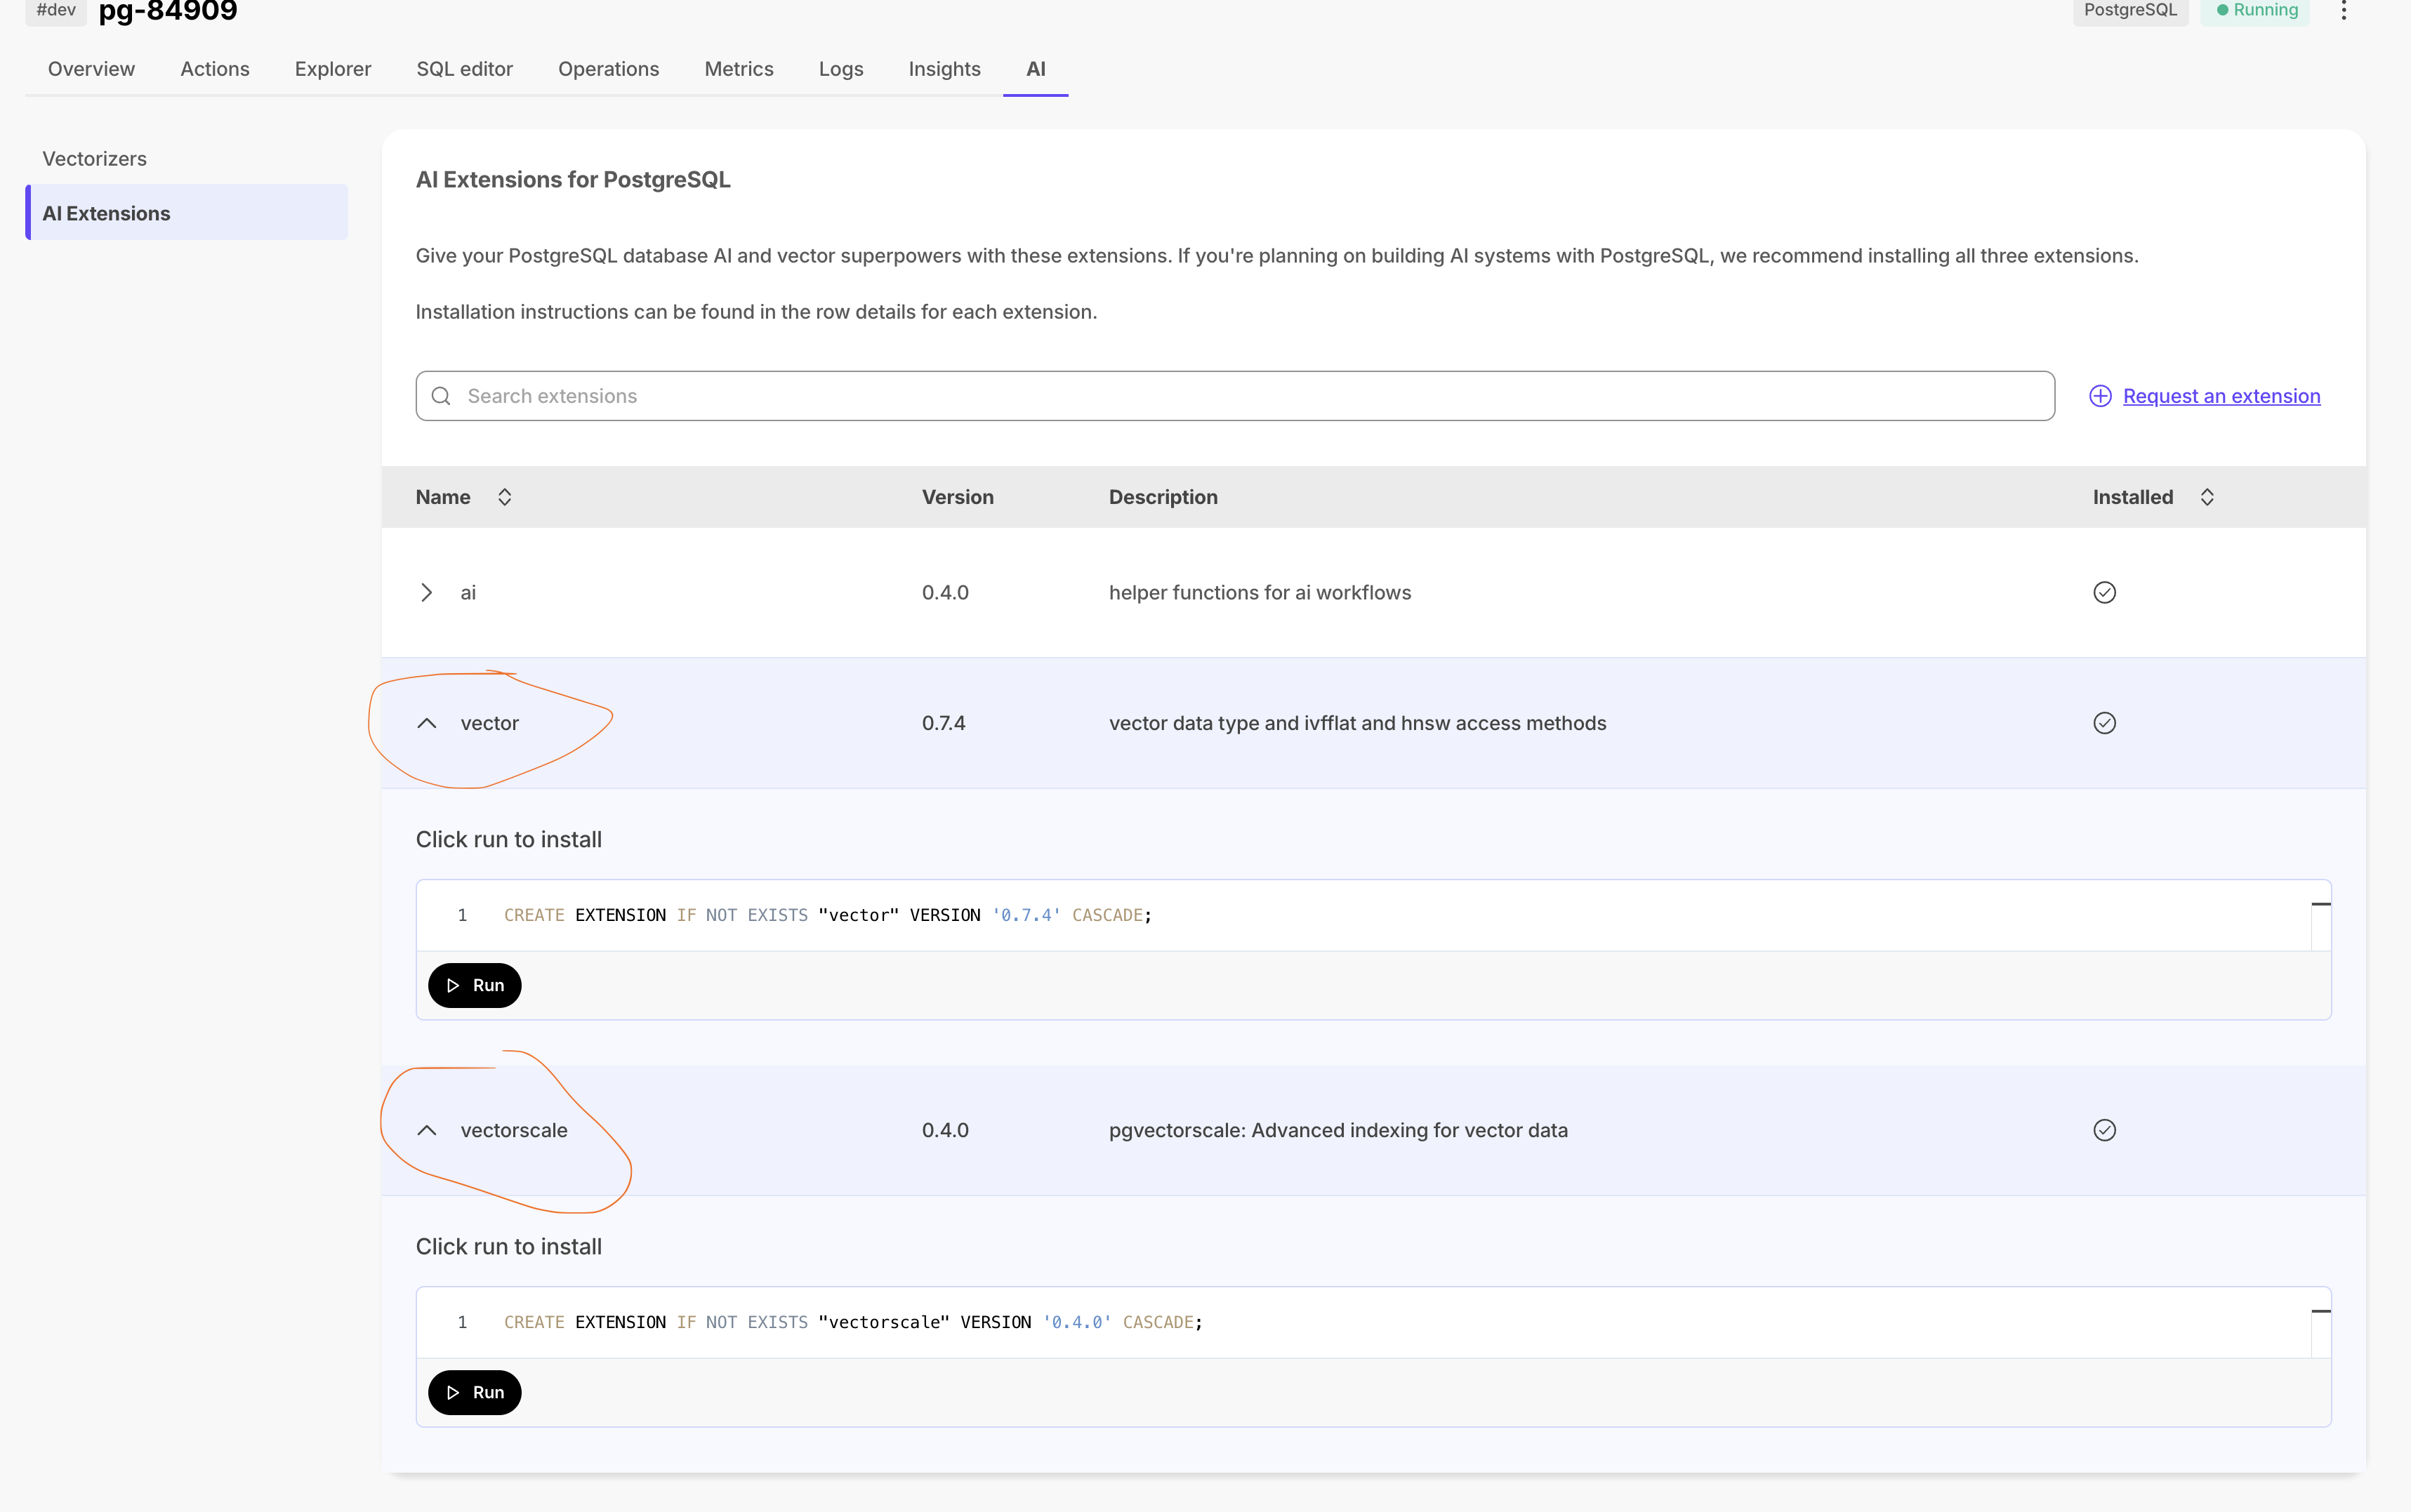 #dev pg-84909 PostgreSQL Running
Overview Actions Explorer SQL editor Operations Metrics Logs Insights AI
Vectorizers
AI Extensions
AI Extensions for PostgreSQL
Give your PostgreSQL database AI and vector superpowers with these extensions. If you're planning on building AI systems with PostgreSQL, we recommend installing all three extensions.
Installation instructions can be found in the row details for each extension.
Search extensions Request an extension
Name Version Description Installed
ai 0.4.0 helper functions for ai workflows
vector 0.7.4 vector data type and ivfflat and hnsw access methods
Click run to install
1 CREATE EXTENSION IF NOT EXISTS "vector" VERSION '0.7.4' CASCADE;
Run
vectorscale 0.4.0 pgvectorscale: Advanced indexing for vector data
Click run to install
1 CREATE EXTENSION IF NOT EXISTS "vectorscale" VERSION '0.4.0' CASCADE;
Run